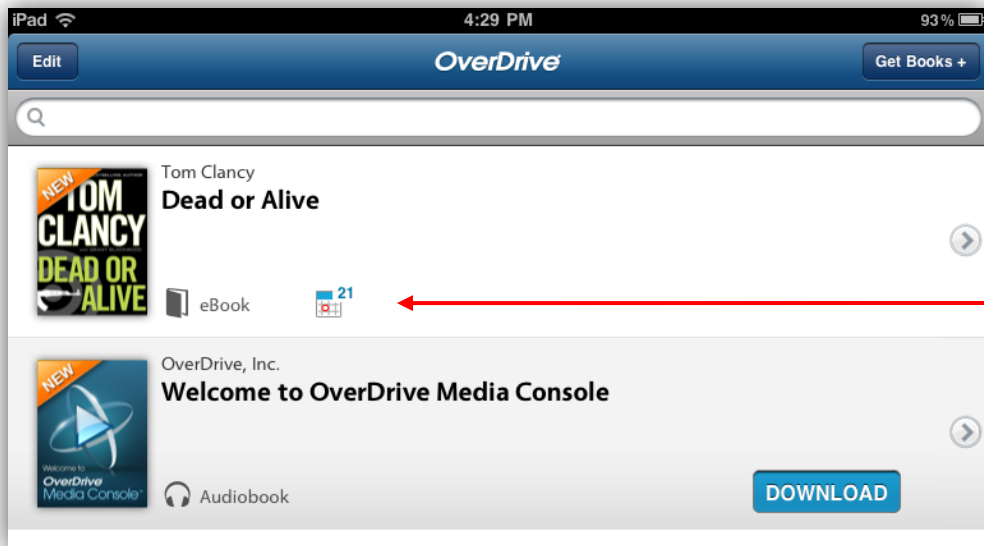 iPad 4:29 PM 93%
Edit OverDrive Get Books +
Tom Clancy
Dead or Alive
NEW
TOM
CLANCY
DEAD OR
ALIVE
eBook 21
OverDrive, Inc.
Welcome to OverDrive Media Console
NEW
Welcome to
OverDrive
Media Console
Audiobook
DOWNLOAD